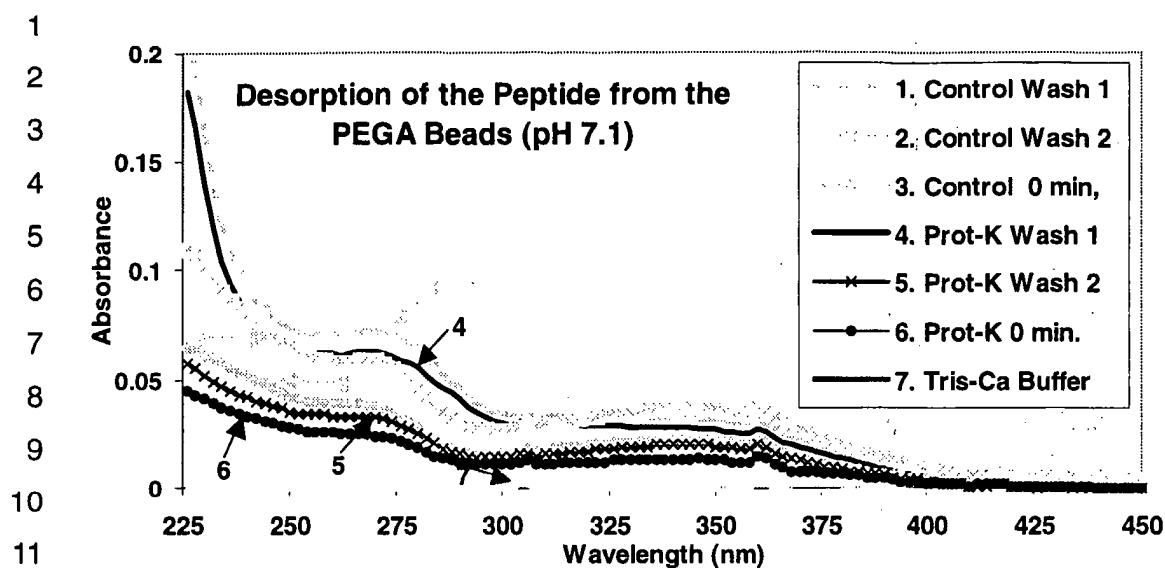 1
2
3
4
5
6
7
8
9
10
11
Desorption of the Peptide from the
PEGA Beads (pH 7.1)
Absorbance
0.2
0.15
0.1
0.05
0
1. Control Wash 1
2. Control Wash 2
3. Control 0 min,
4. Prot-K Wash 1
5. Prot-K Wash 2
6. Prot-K 0 min.
7. Tris-Ca Buffer
4
6
5
7
225 250 275 300 325 350 375 400 425 450
Wavelength (nm)